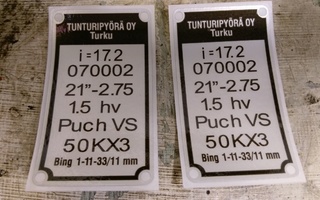 TUNTURIPYÖRÄ OY
Turku
i=17.2
070002
21"-2.75
1.5 hv
Puch VS
50KX3
Bing 1-11-33/11 mm
TUNTURIPYÖRÄ OY
Turku
i=17.2
070002
21"-2.75
1.5 hv
Puch VS
50KX3
Bing 1-11-33/11 mm